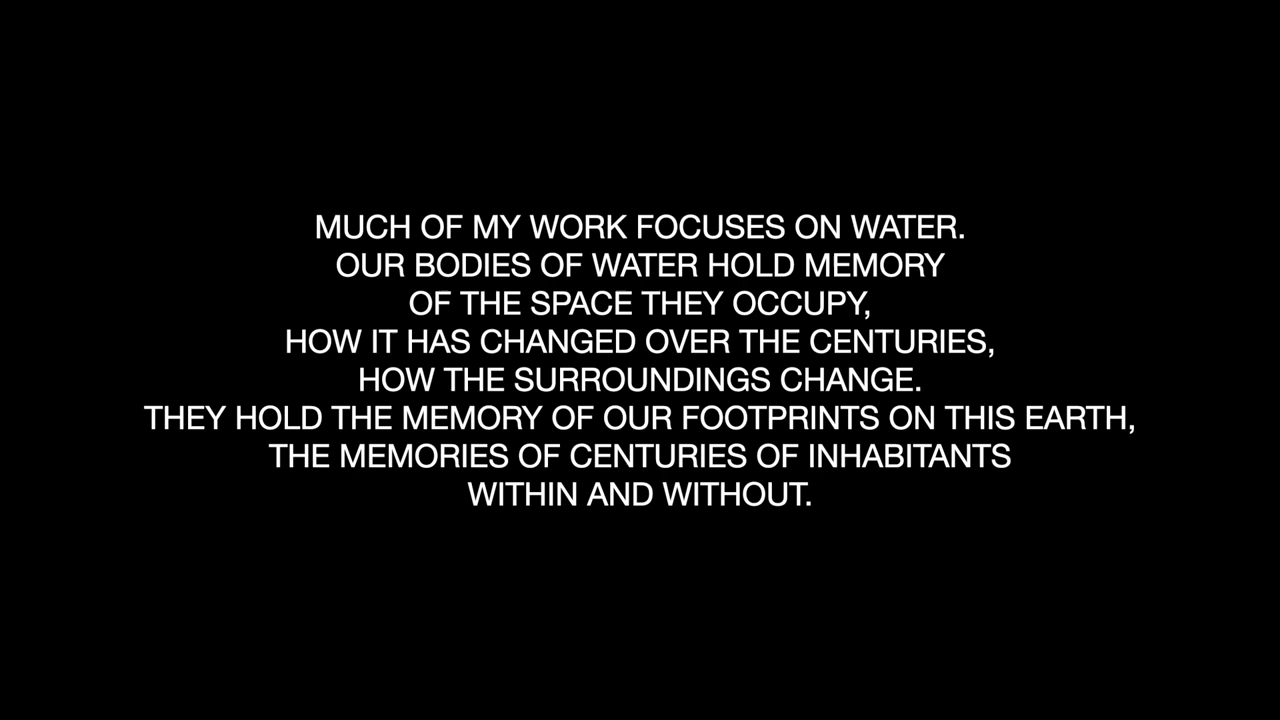 MUCH OF MY WORK FOCUSES ON WATER.
OUR BODIES OF WATER HOLD MEMORY
OF THE SPACE THEY OCCUPY,
HOW IT HAS CHANGED OVER THE CENTURIES,
HOW THE SURROUNDINGS CHANGE.
THEY HOLD THE MEMORY OF OUR FOOTPRINTS ON THIS EARTH,
THE MEMORIES OF CENTURIES OF INHABITANTS
WITHIN AND WITHOUT.